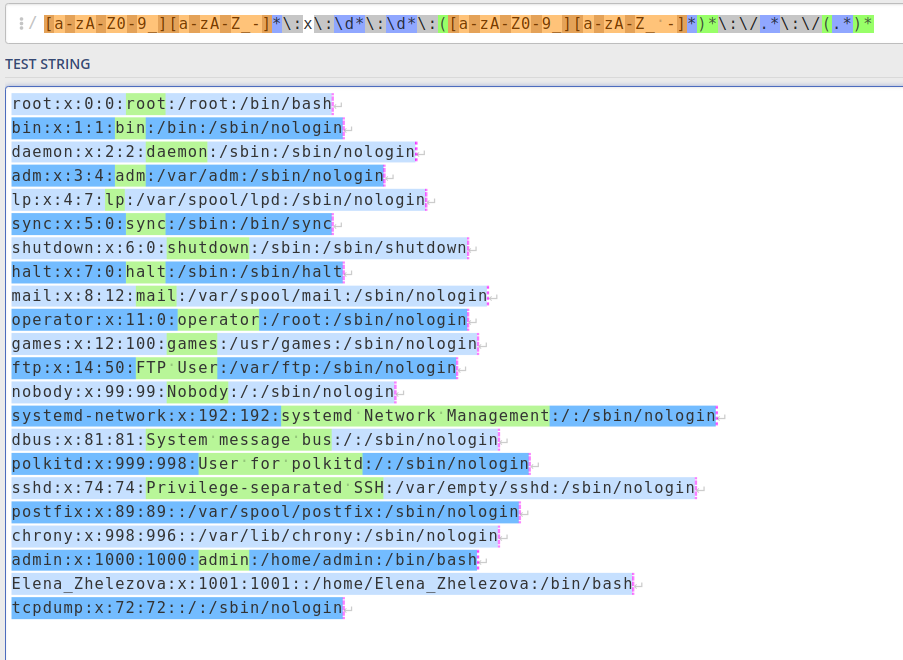 / [a-zA-Z0-9_][a-zA-Z_-]*\:x\:\d*\:\d*\:([a-zA-Z0-9_][a-zA-Z_ -]*)*\:\/.*\:\/(.*)*
TEST STRING
root:x:0:0:root:/root:/bin/bash
bin:x:1:1:bin:/bin:/sbin/nologin
daemon:x:2:2:daemon:/sbin:/sbin/nologin
adm:x:3:4:adm:/var/adm:/sbin/nologin
lp:x:4:7:lp:/var/spool/lpd:/sbin/nologin
sync:x:5:0:sync:/sbin:/bin/sync
shutdown:x:6:0:shutdown:/sbin:/sbin/shutdown
halt:x:7:0:halt:/sbin:/sbin/halt
mail:x:8:12:mail:/var/spool/mail:/sbin/nologin
operator:x:11:0:operator:/root:/sbin/nologin
games:x:12:100:games:/usr/games:/sbin/nologin
ftp:x:14:50:FTP User:/var/ftp:/sbin/nologin
nobody:x:99:99:Nobody:/:/sbin/nologin
systemd-network:x:192:192:systemd Network Management:/:/sbin/nologin
dbus:x:81:81:System message bus:/:/sbin/nologin
polkitd:x:999:998:User for polkitd:/:/sbin/nologin
sshd:x:74:74:Privilege-separated SSH:/var/empty/sshd:/sbin/nologin
postfix:x:89:89::/var/spool/postfix:/sbin/nologin
chrony:x:998:996::/var/lib/chrony:/sbin/nologin
admin:x:1000:1000:admin:/home/admin:/bin/bash
Elena_Zhelezova:x:1001:1001::/home/Elena_Zhelezova:/bin/bash
tcpdump:x:72:72::/:/sbin/nologin